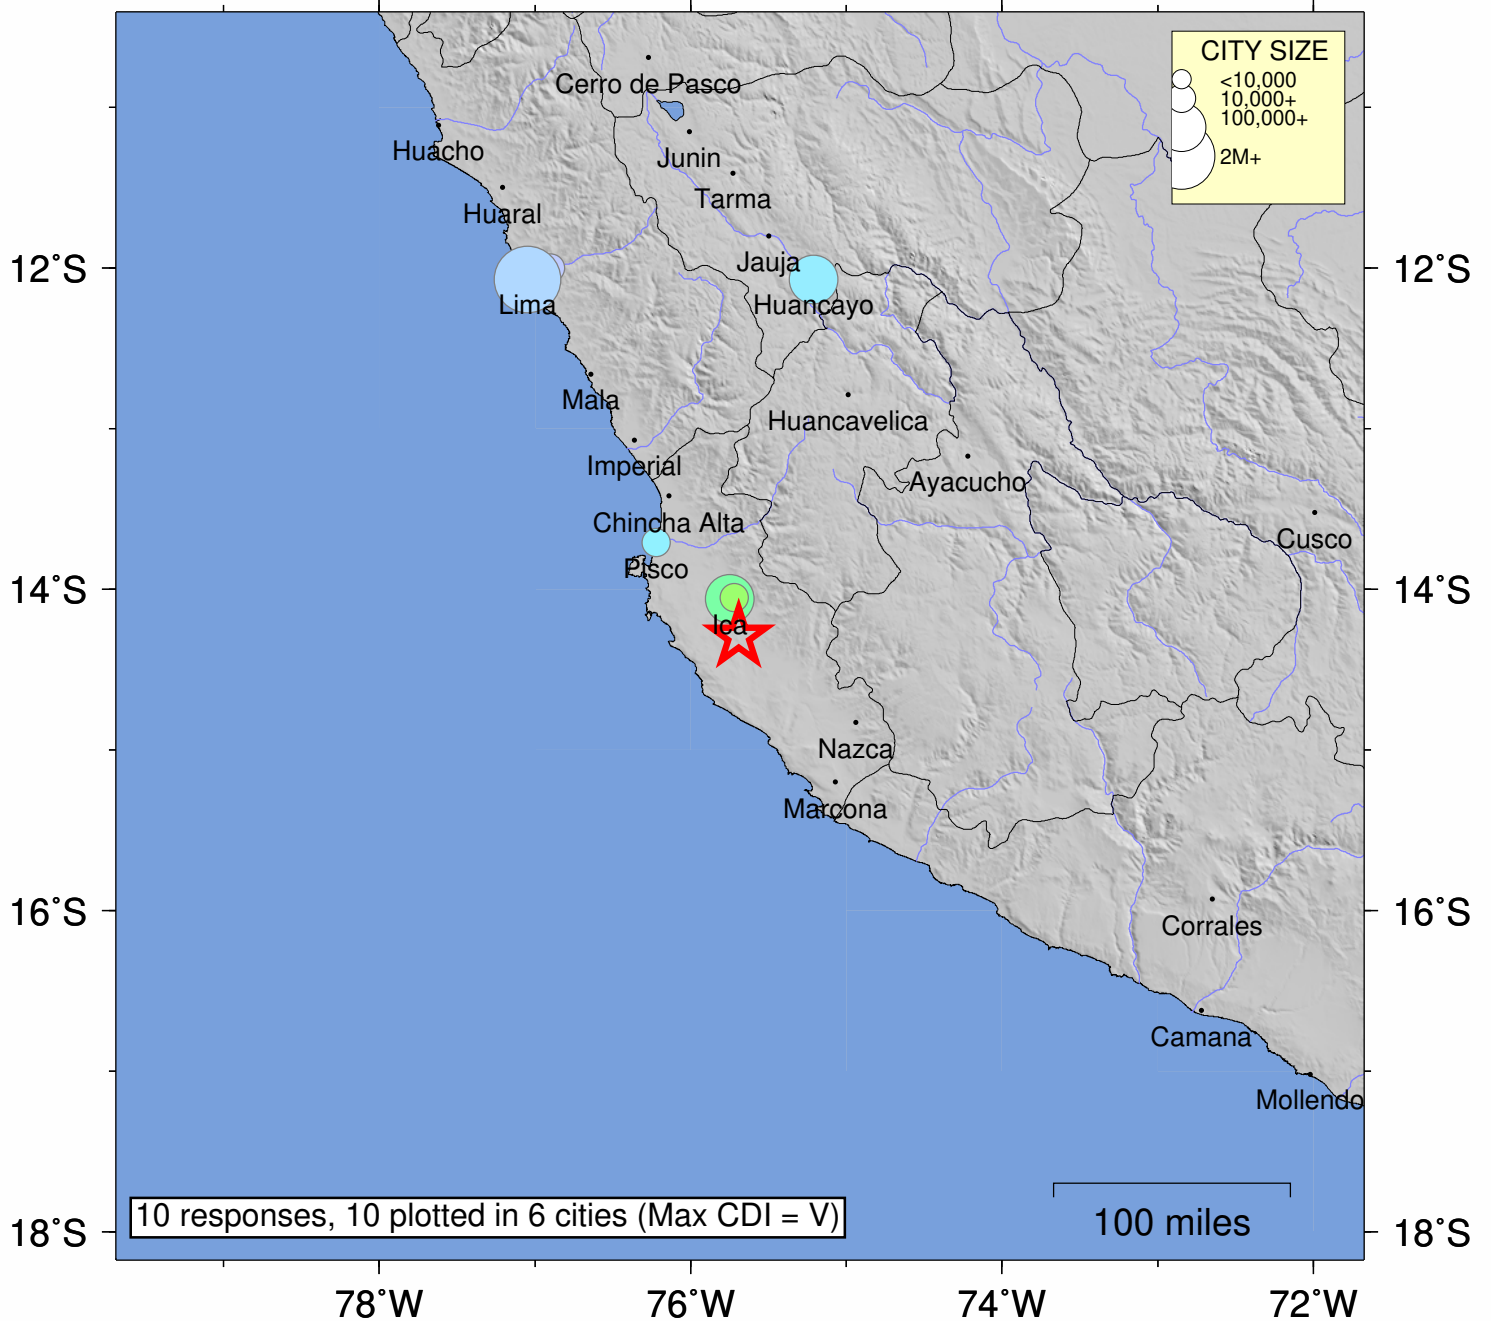 CITY SIZE
<10,000
10,000+
100,000+
2M+
Cerro de Pasco
Huacho
Junin
Tarma
Huaral
12°S
12°S
Jauja
Lima
Huancayo
Mala
Huancavelica
Imperial
Ayacucho
Chincha Alta
Cusco
Pisco
14°S
14°S
Ica
Nazca
Marcona
16°S
16°S
Corrales
Camana
Mollendo
10 responses, 10 plotted in 6 cities (Max CDI = V)
100 miles
18°S
18°S
78°W
76°W
74°W
72°W